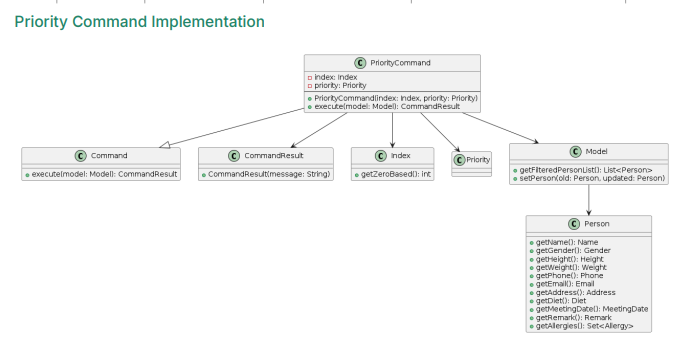 Priority Command Implementation
C PriorityCommand
index: Index
priority: Priority
PriorityCommand(index: Index, priority: Priority)
execute(model: Model): CommandResult
C Command
execute(model: Model): CommandResult
C CommandResult
CommandResult(message: String)
C Index
getZeroBased(): int
C Priority
C Model
getFilteredPersonList(): List<Person>
setPerson(old: Person, updated: Person)
C Person
getName(): Name
getGender(): Gender
getHeight(): Height
getWeight(): Weight
getPhone(): Phone
getEmail(): Email
getAddress(): Address
getDiet(): Diet
getMeetingDate(): MeetingDate
getRemark(): Remark
getAllergies(): Set<Allergy>